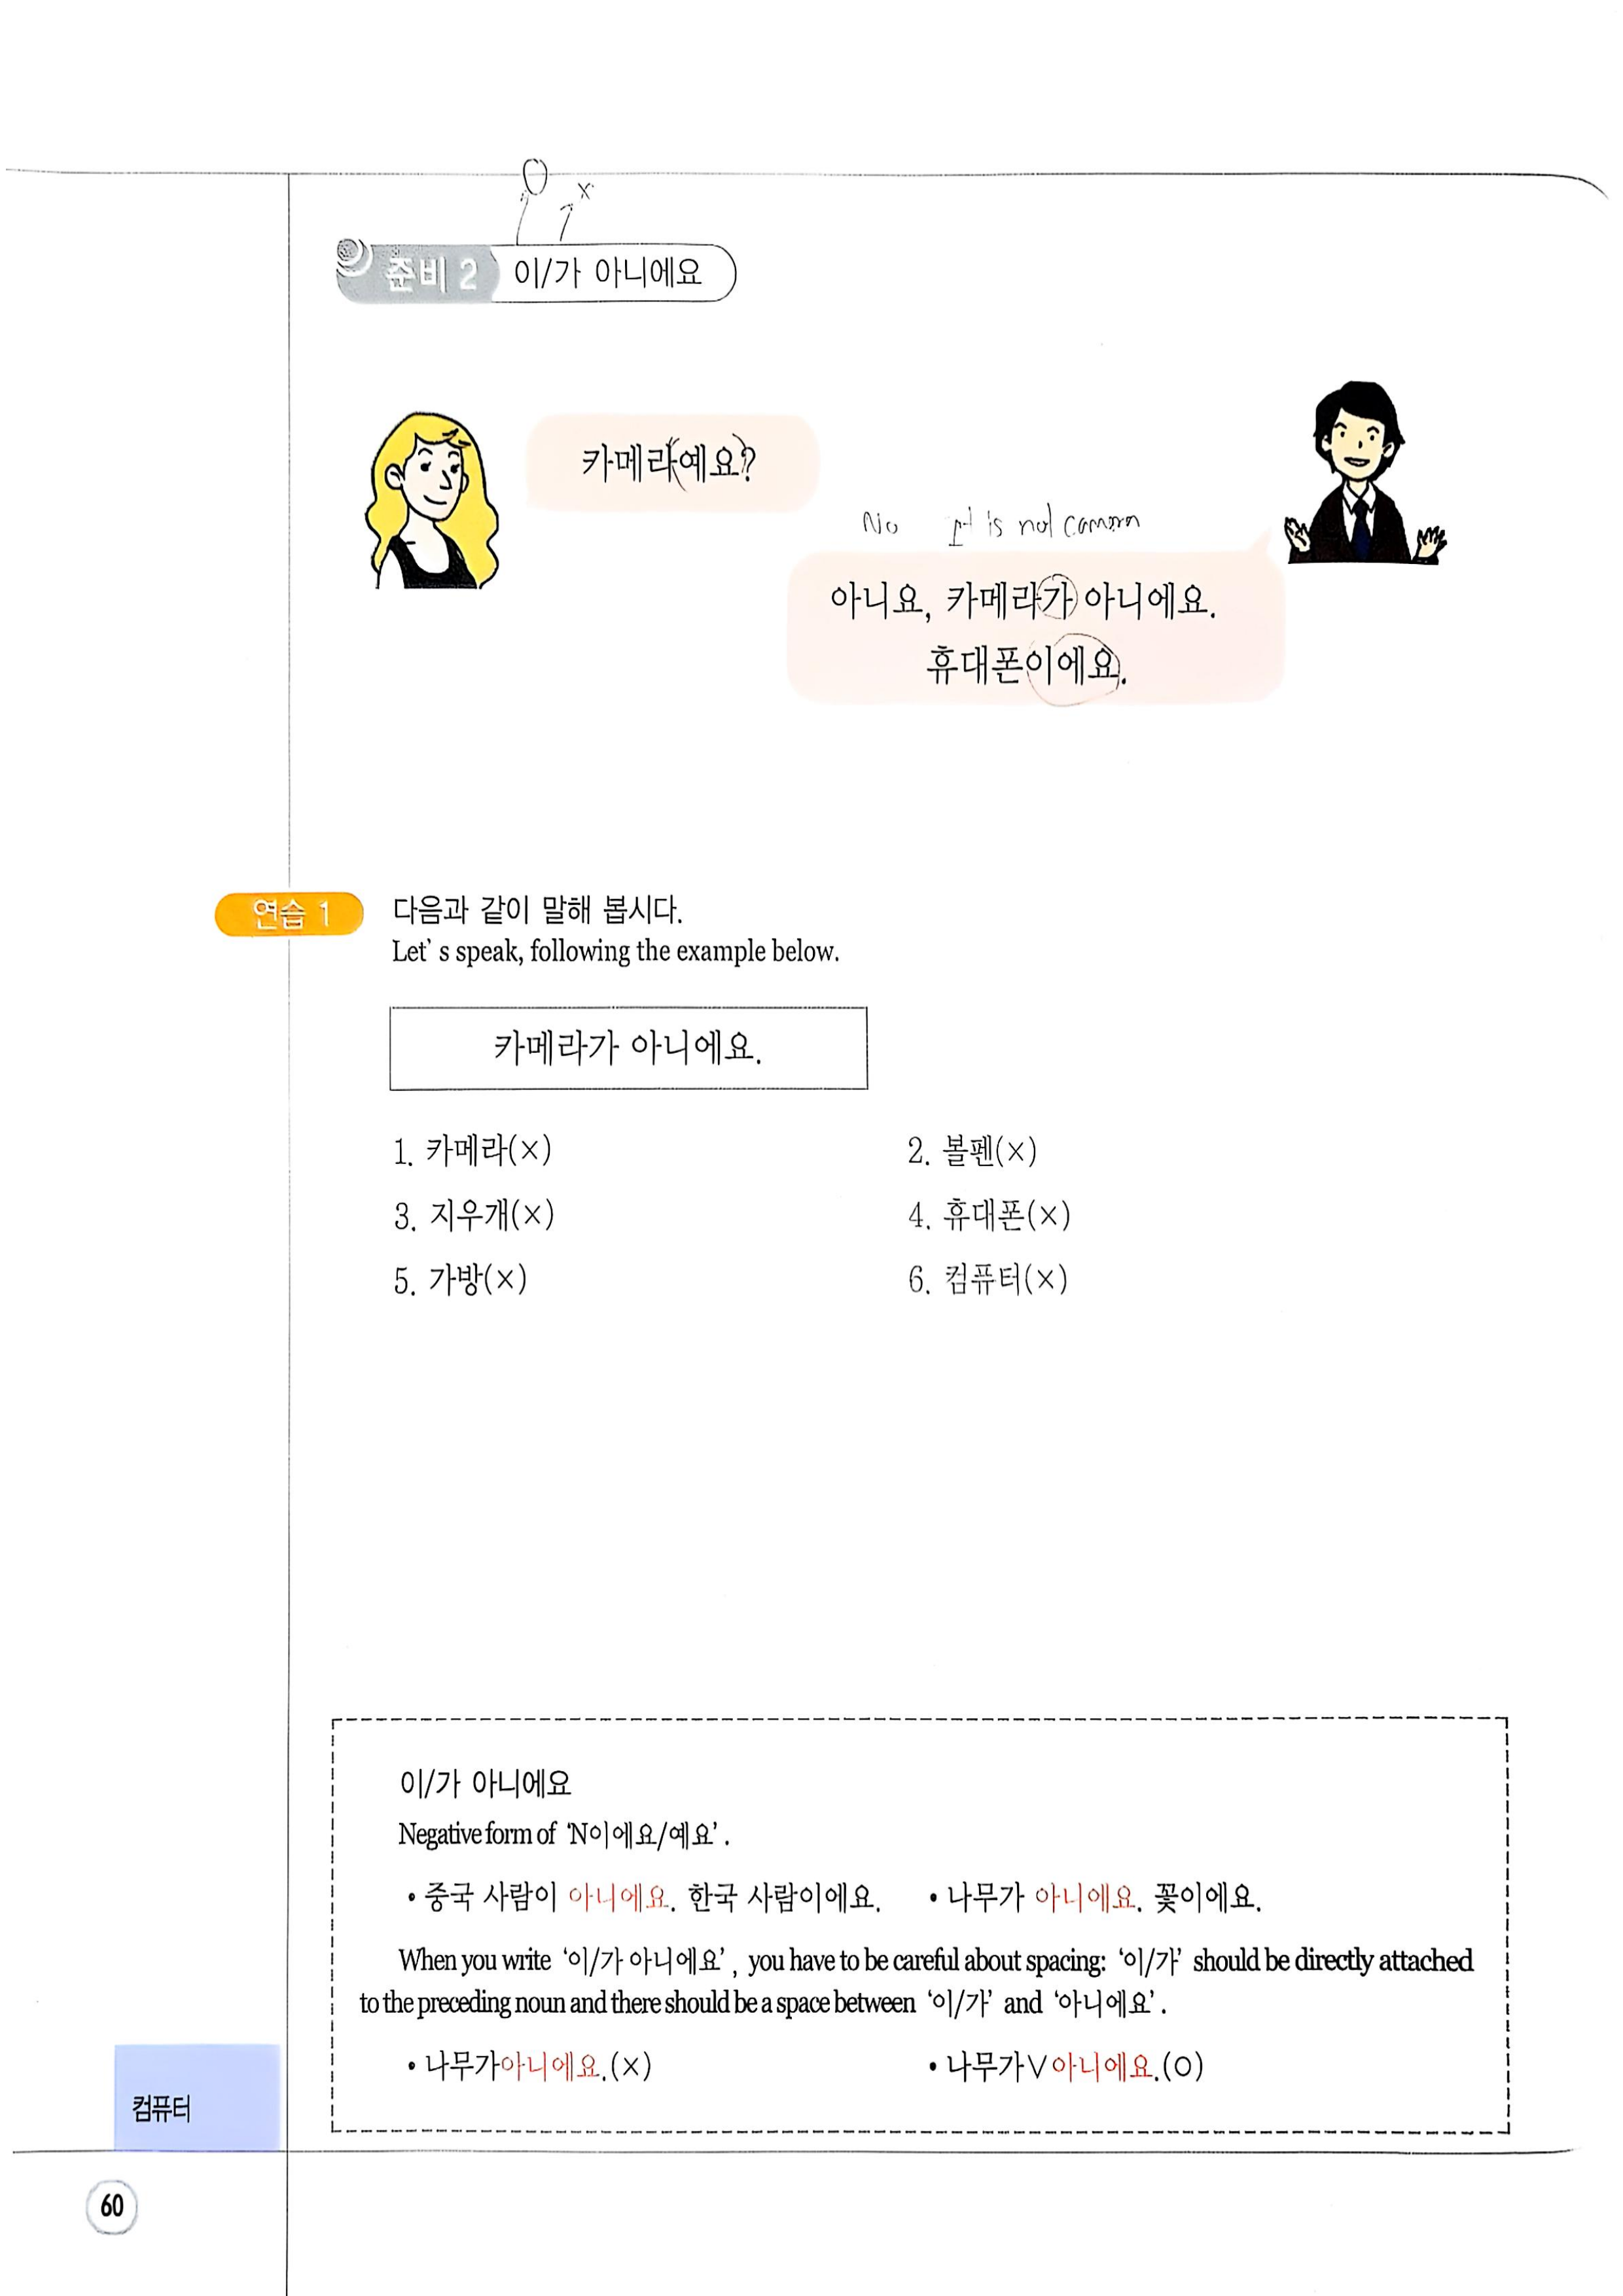 O x
준비 2 이/가 아니에요
카메라예요?
No It is not camera
아니요, 카메라가 아니에요.
휴대폰이에요.
연습 1 다음과 같이 말해 봅시다.
Let's speak, following the example below.
카메라가 아니에요.
1. 카메라(×) 2. 볼펜(×)
3. 지우개(×) 4. 휴대폰(×)
5. 가방(×) 6. 컴퓨터(×)
이/가 아니에요
Negative form of 'N이에요/예요'.
• 중국 사람이 아니에요. 한국 사람이에요. • 나무가 아니에요. 꽃이에요.
When you write '이/가 아니에요', you have to be careful about spacing: '이/가' should be directly attached
to the preceding noun and there should be a space between '이/가' and '아니에요'.
• 나무가아니에요.(×) • 나무가∨아니에요.(○)
컴퓨터
60